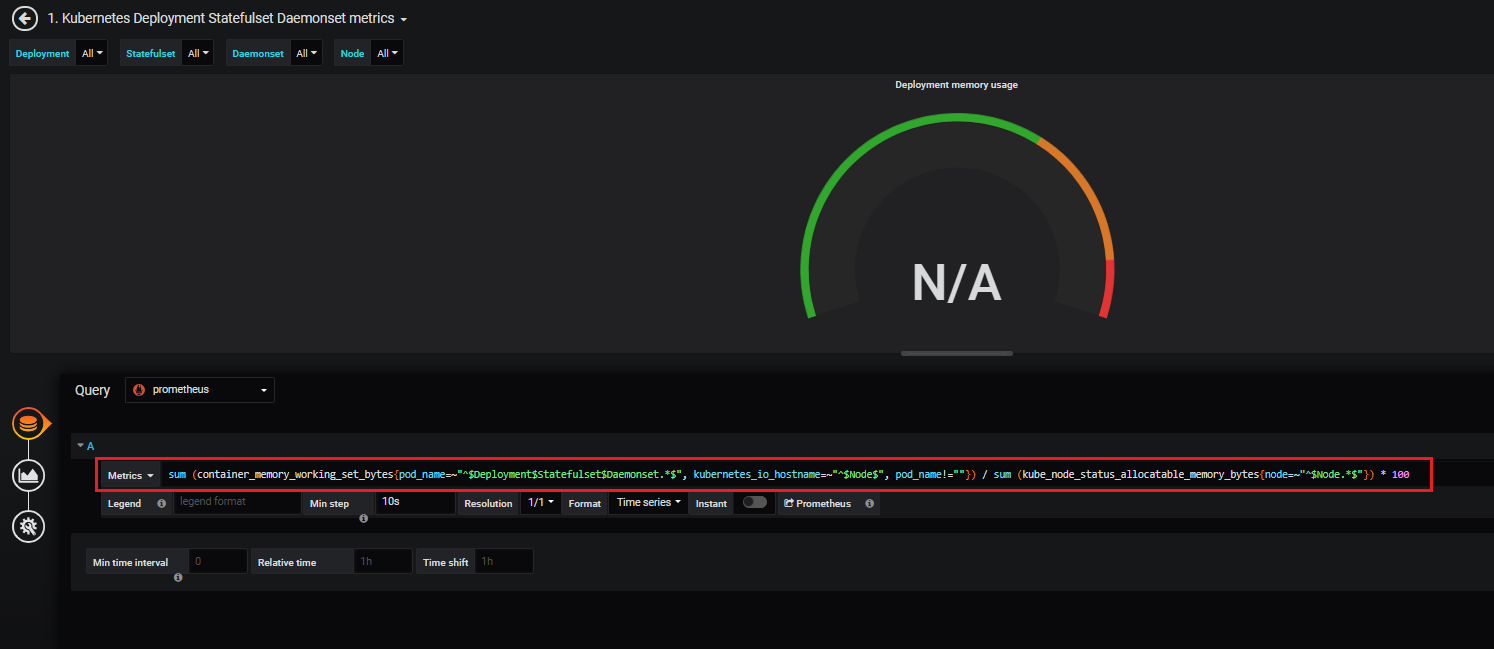 1. Kubernetes Deployment Statefulset Daemonset metrics
Deployment All Statefulset All Daemonset All Node All
Deployment memory usage
N/A
Query prometheus
A
Metrics sum (container_memory_working_set_bytes{pod_name=~"^$Deployment$Statefulset$Daemonset.*$", kubernetes_io_hostname=~"^$Node$", pod_name!=""}) / sum (kube_node_status_allocatable_memory_bytes{node=~"^$Node.*$"}) * 100
Legend legend format Min step 10s Resolution 1/1 Format Time series Instant Prometheus
Min time interval 0 Relative time 1h Time shift 1h